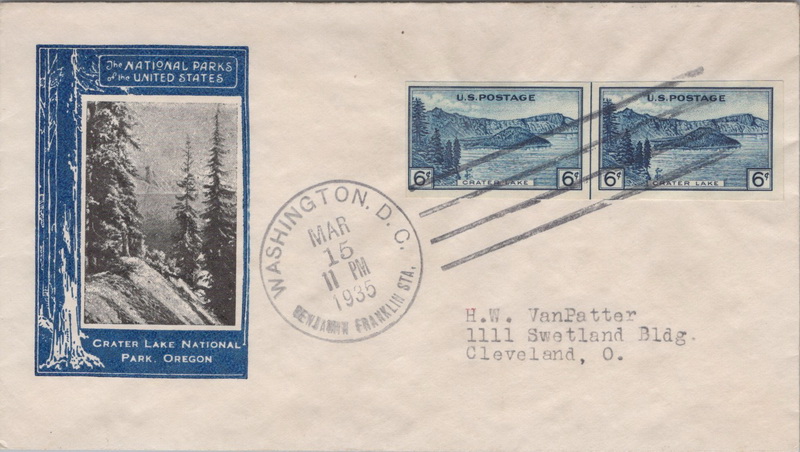 The NATIONAL PARKS
of the UNITED STATES
CRATER LAKE NATIONAL
PARK, OREGON
U.S. POSTAGE
6¢ CRATER LAKE 6¢
U.S. POSTAGE
6¢ CRATER LAKE 6¢
WASHINGTON, D.C.
MAR
15
11 PM
1935
BENJAMIN FRANKLIN STA.
H.W. VanPatter
1111 Swetland Bldg.
Cleveland, O.